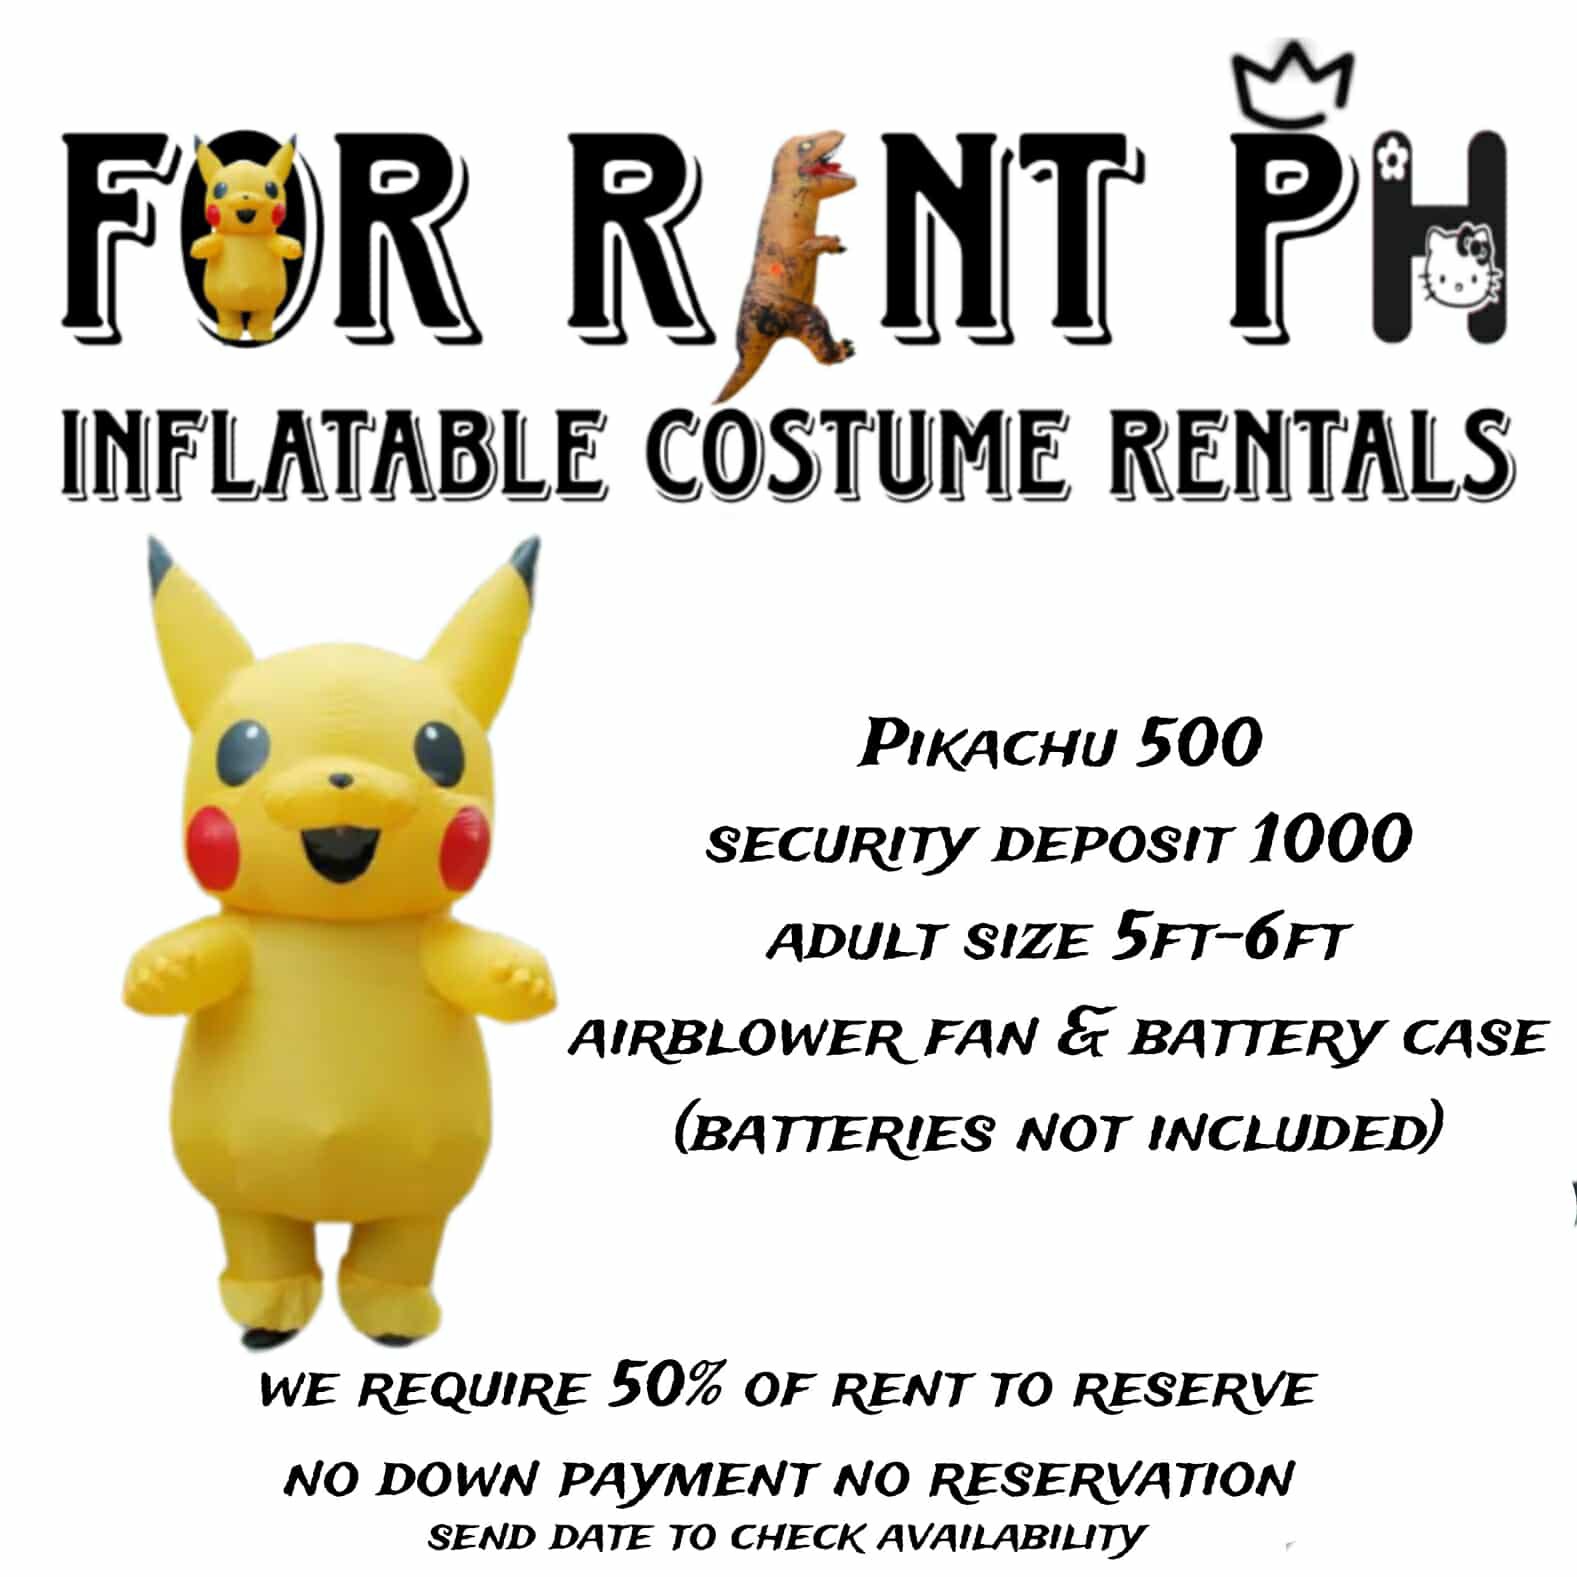 FOR RENT PH
INFLATABLE COSTUME RENTALS
PIKACHU 500
SECURITY DEPOSIT 1000
ADULT SIZE 5FT-6FT
AIRBLOWER FAN & BATTERY CASE
(BATTERIES NOT INCLUDED)
WE REQUIRE 50% OF RENT TO RESERVE
NO DOWN PAYMENT NO RESERVATION
SEND DATE TO CHECK AVAILABILITY